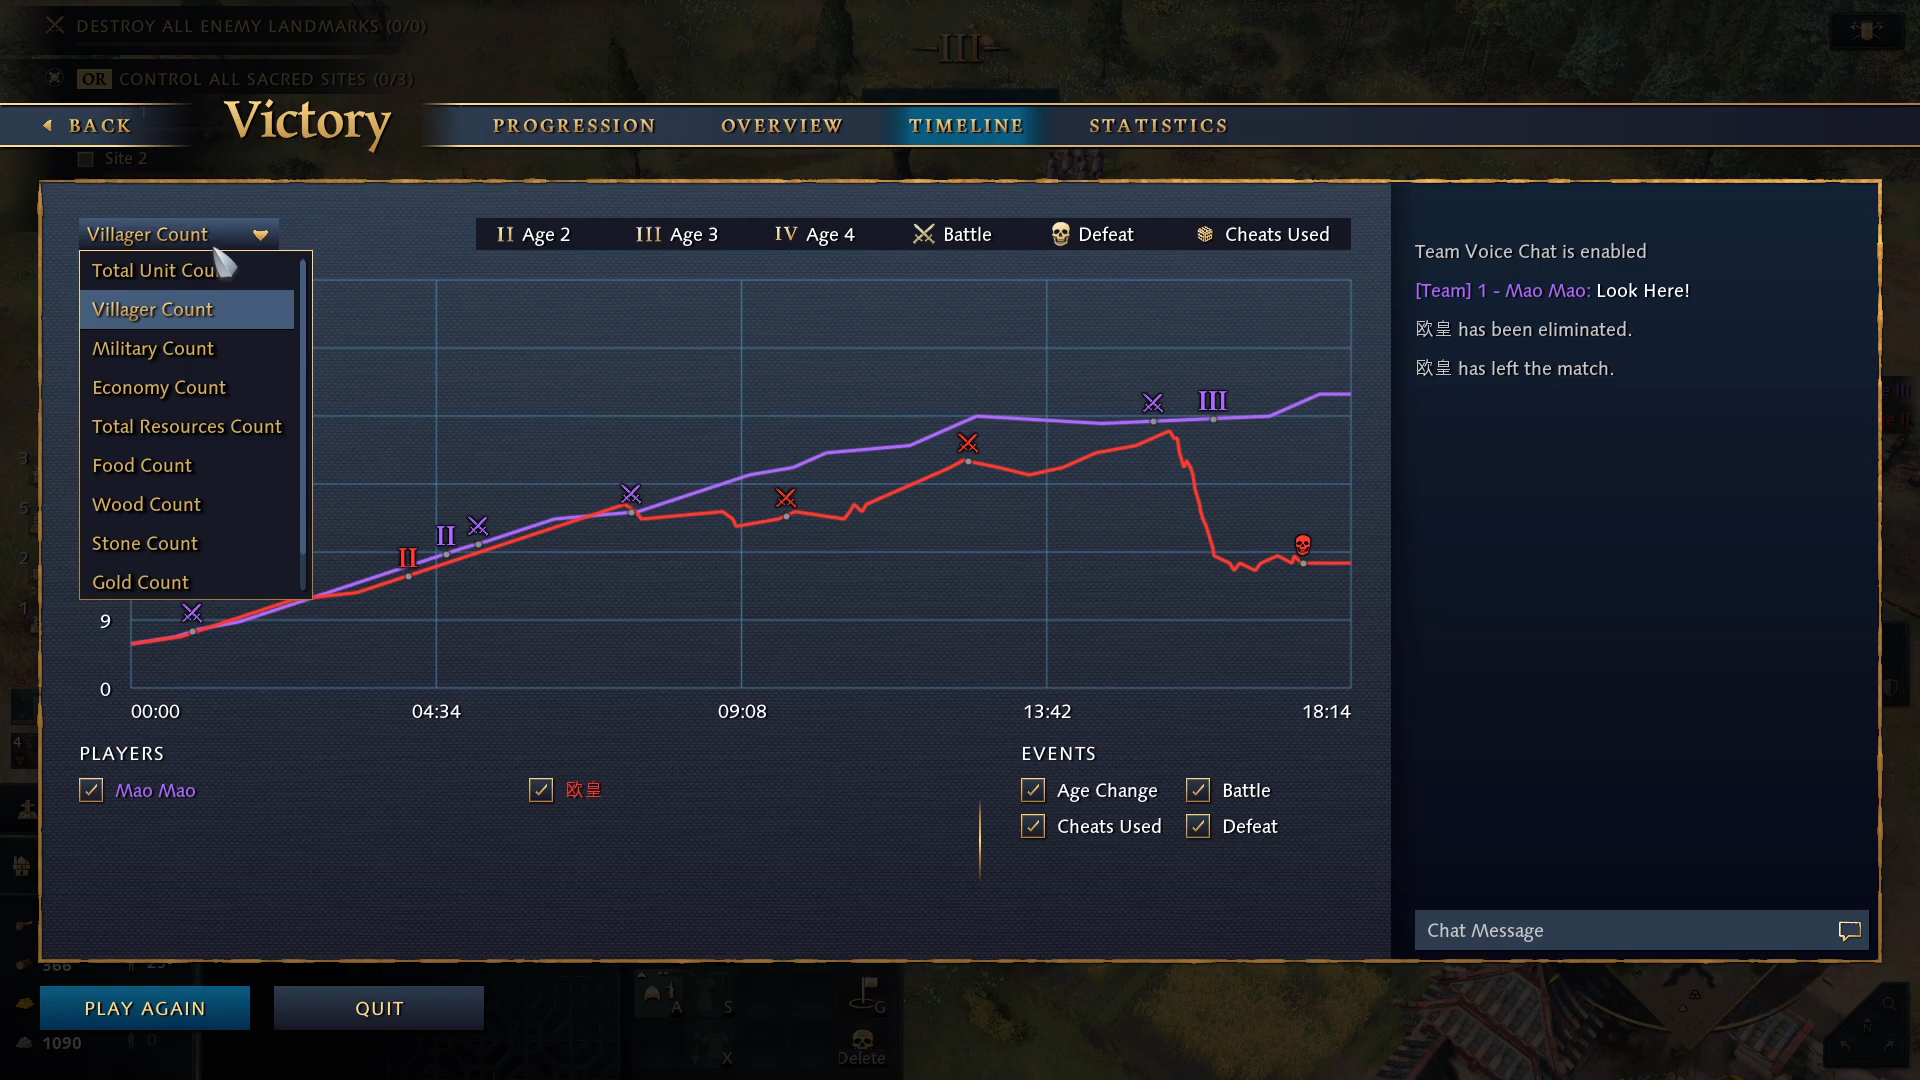 DESTROY ALL ENEMY LANDMARKS (0/0)
III
OR CONTROL ALL SACRED SITES (0/3)
BACK
Victory
PROGRESSION
OVERVIEW
TIMELINE
STATISTICS
Site 2
Villager Count
II Age 2
III Age 3
IV Age 4
Battle
Defeat
Cheats Used
Total Unit Cou
Villager Count
Military Count
Economy Count
Total Resources Count
Food Count
Wood Count
Stone Count
Gold Count
III
II
II
9
0
00:00
04:34
09:08
13:42
18:14
PLAYERS
Mao Mao
欧皇
EVENTS
Age Change
Battle
Cheats Used
Defeat
Team Voice Chat is enabled
[Team] 1 - Mao Mao: Look Here!
欧皇 has been eliminated.
欧皇 has left the match.
Chat Message
PLAY AGAIN
QUIT
366
1090
0
A
S
G
X
Delete